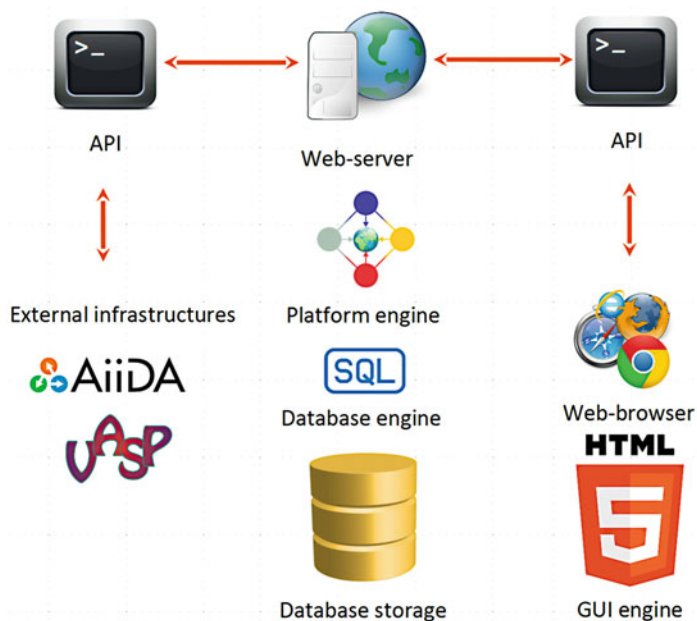 >_
>_
API
Web-server
API
External infrastructures
Platform engine
AiiDA
VASP
SQL
Database engine
Web-browser
HTML
5
Database storage
GUI engine